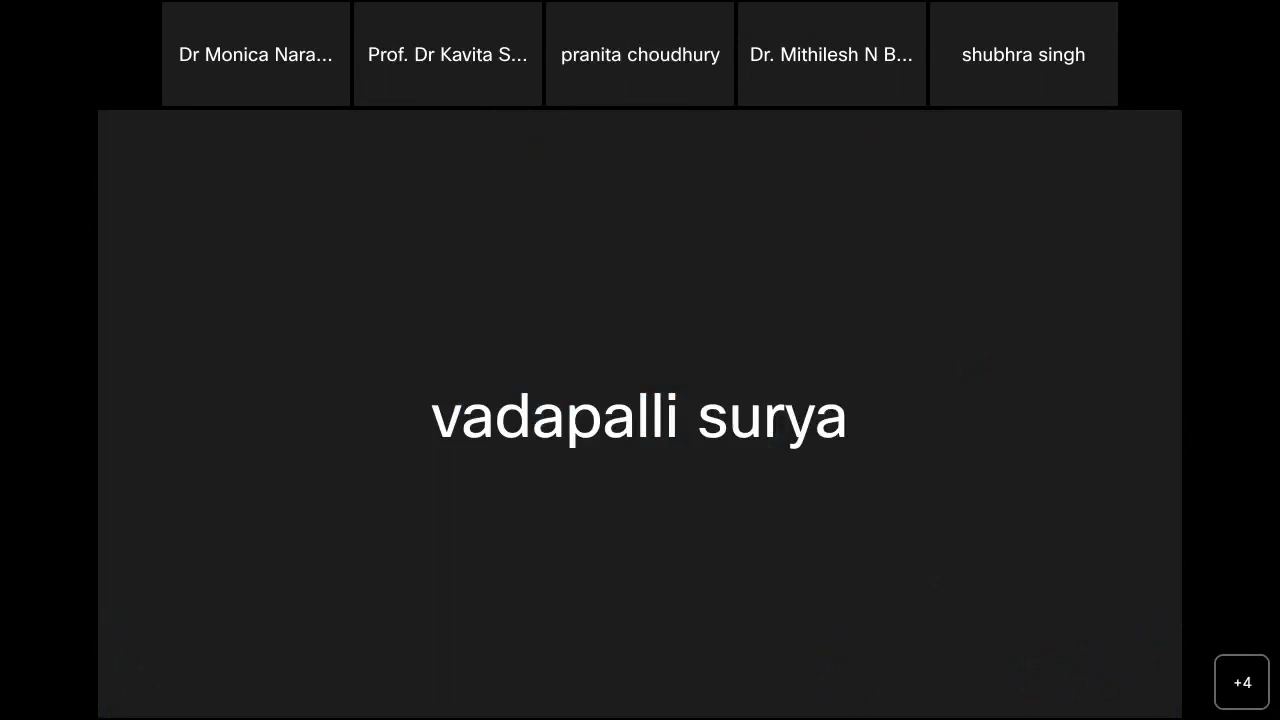 Dr Monica Nara...
Prof. Dr Kavita S...
pranita choudhury
Dr. Mithilesh N B...
shubhra singh
vadapalli surya
+4